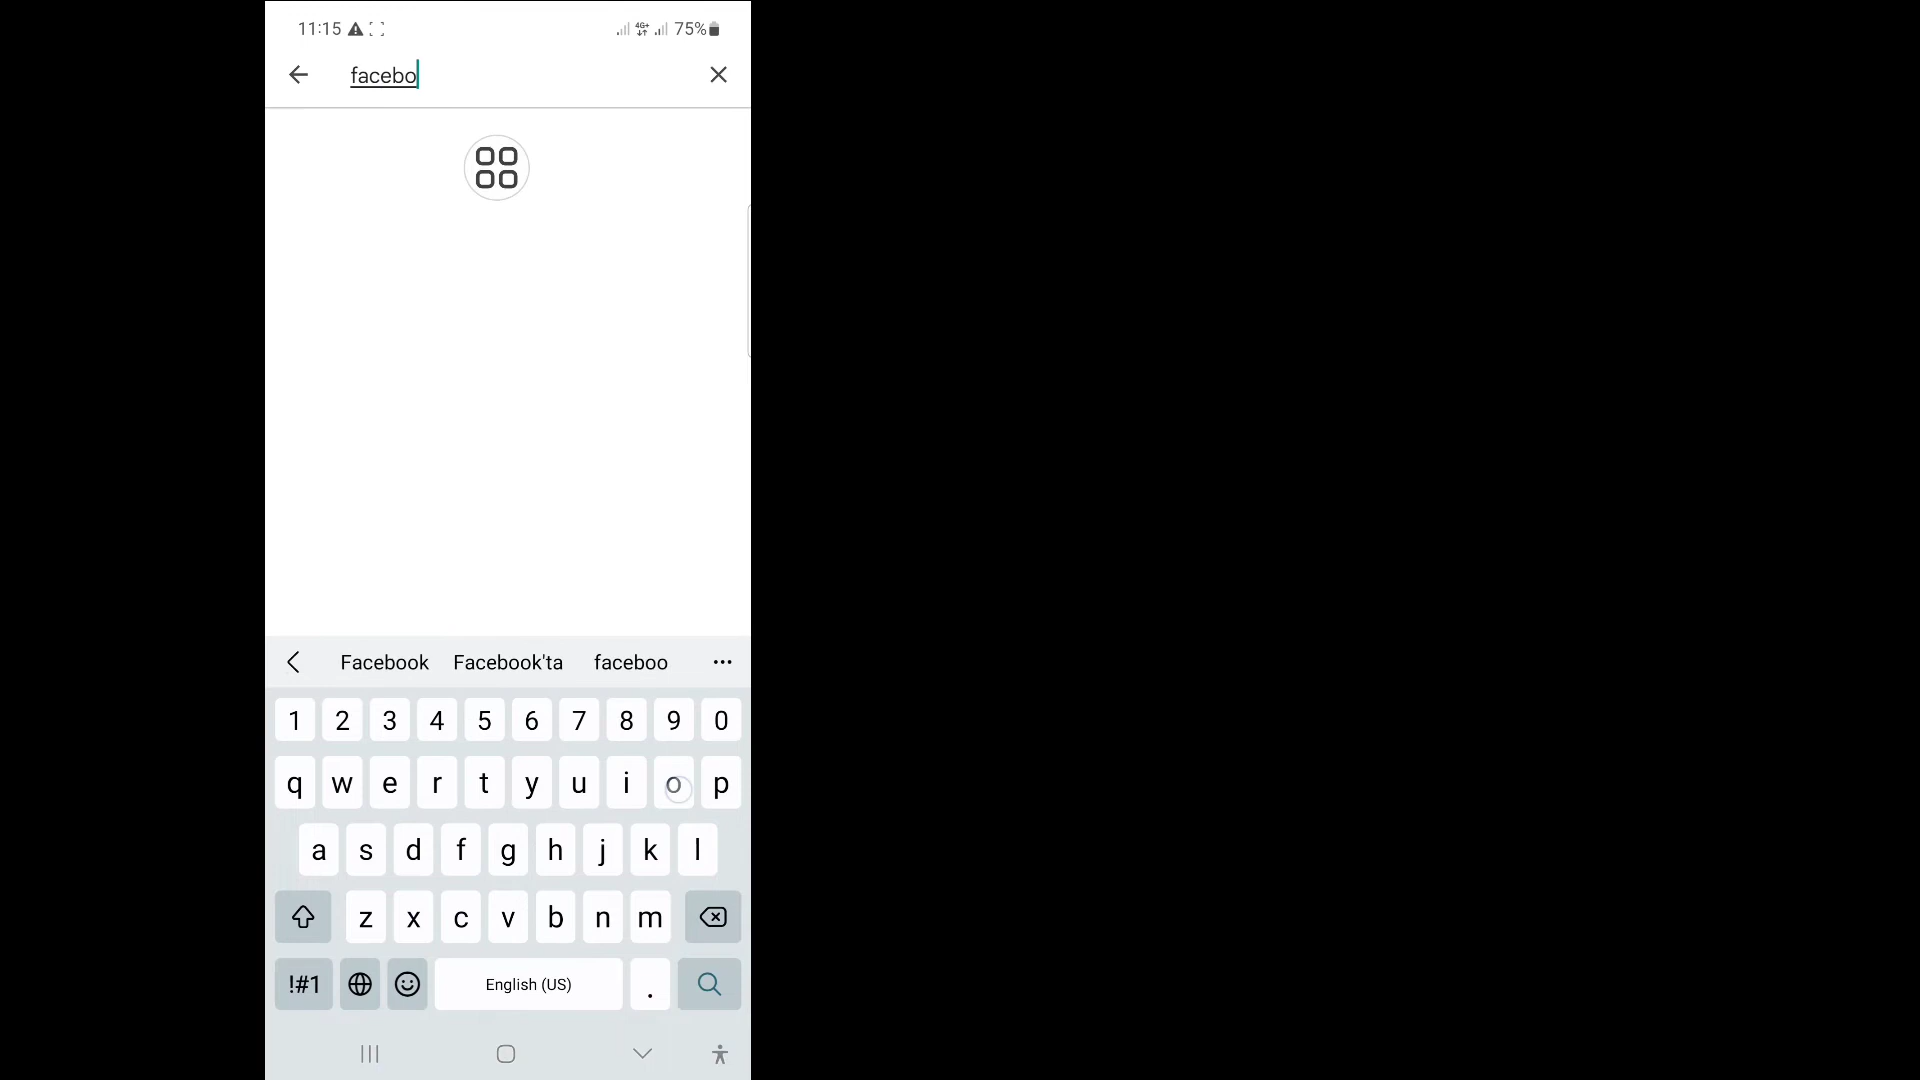 11:15 4G+ 75%
facebo
Facebook Facebook'ta faceboo ...
1 2 3 4 5 6 7 8 9 0
q w e r t y u i o p
a s d f g h j k l
z x c v b n m
!#1 English (US) .